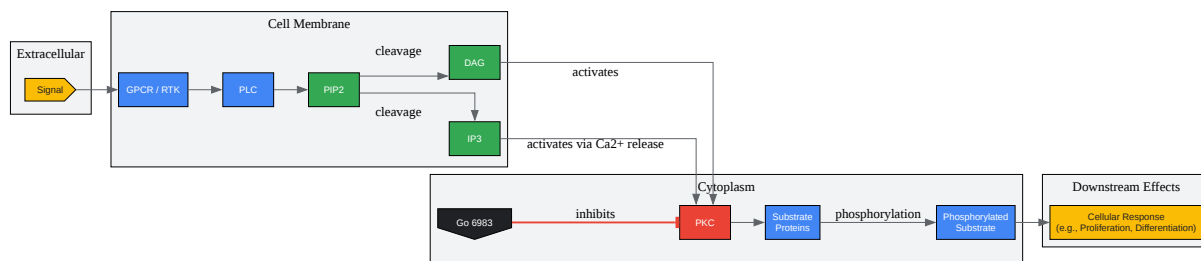 Cell Membrane
Extracellular
cleavage
DAG
activates
Signal
GPCR / RTK
PLC
PIP2
cleavage
IP3
activates via Ca2+ release
Cytoplasm
Downstream Effects
Go 6983
inhibits
PKC
Substrate
Proteins
phosphorylation
Phosphorylated
Substrate
Cellular Response
(e.g., Proliferation, Differentiation)